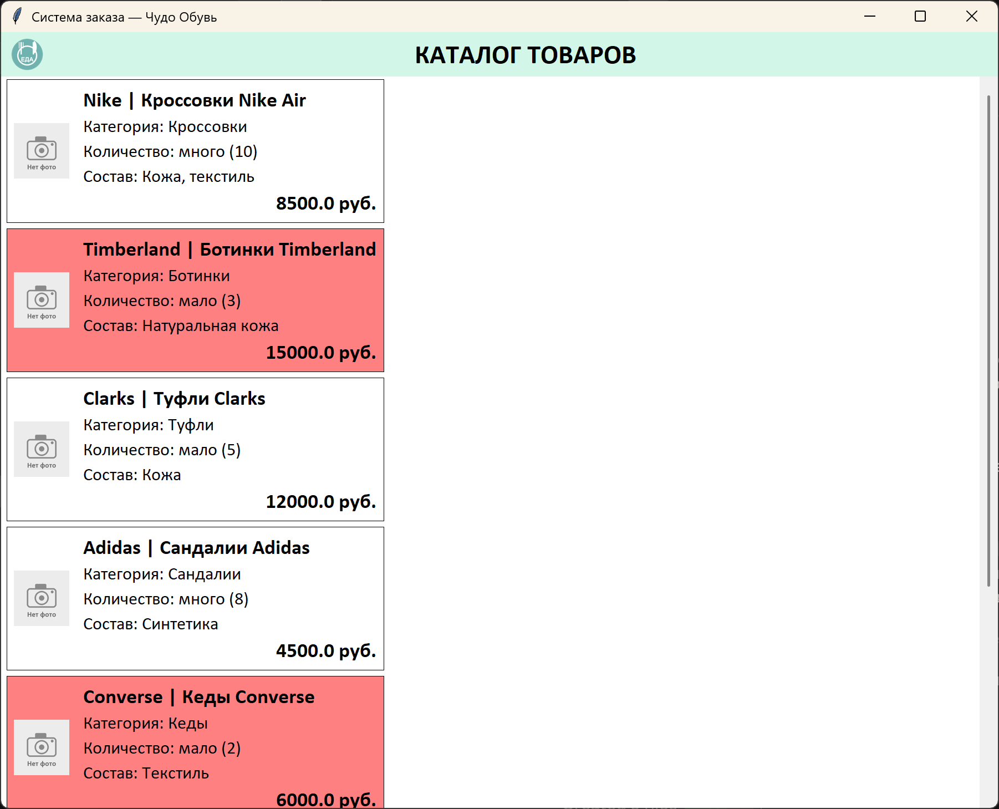 Система заказа — Чудо Обувь
ЕДА
КАТАЛОГ ТОВАРОВ
Nike | Кроссовки Nike Air
Категория: Кроссовки
Количество: много (10)
Состав: Кожа, текстиль
Нет фото
8500.0 руб.
Timberland | Ботинки Timberland
Категория: Ботинки
Количество: мало (3)
Состав: Натуральная кожа
Нет фото
15000.0 руб.
Clarks | Туфли Clarks
Категория: Туфли
Количество: мало (5)
Состав: Кожа
Нет фото
12000.0 руб.
Adidas | Сандалии Adidas
Категория: Сандалии
Количество: много (8)
Состав: Синтетика
Нет фото
4500.0 руб.
Converse | Кеды Converse
Категория: Кеды
Количество: мало (2)
Состав: Текстиль
Нет фото
6000.0 руб.